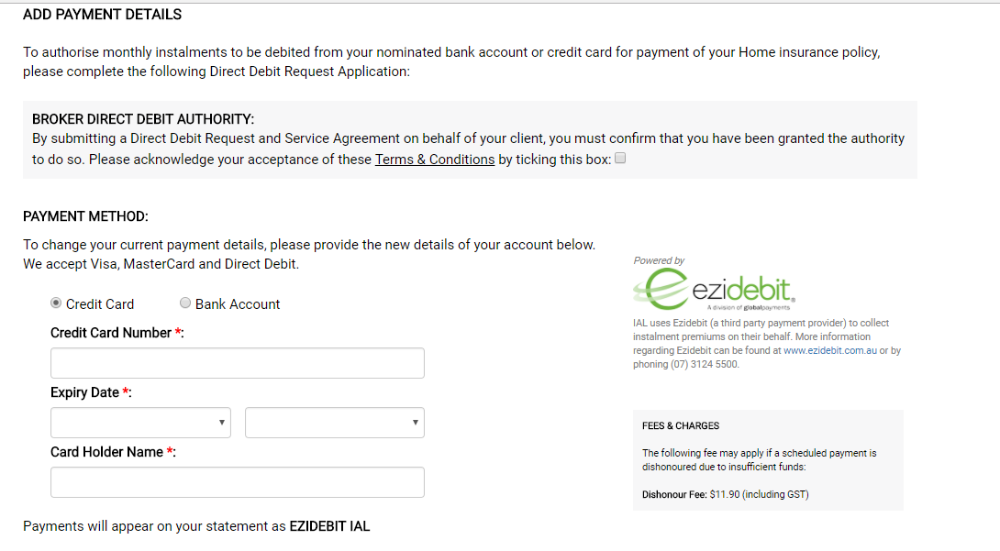 ADD PAYMENT DETAILS
To authorise monthly instalments to be debited from your nominated bank account or credit card for payment of your Home insurance policy,
please complete the following Direct Debit Request Application:
BROKER DIRECT DEBIT AUTHORITY:
By submitting a Direct Debit Request and Service Agreement on behalf of your client, you must confirm that you have been granted the authority
to do so. Please acknowledge your acceptance of these Terms & Conditions by ticking this box:
PAYMENT METHOD:
To change your current payment details, please provide the new details of your account below.
We accept Visa, MasterCard and Direct Debit.
Credit Card Bank Account
Credit Card Number *:
Expiry Date *:
Card Holder Name *:
Payments will appear on your statement as EZIDEBIT IAL
Powered by
ezidebit
A division of globalpayments
IAL uses Ezidebit (a third party payment provider) to collect
instalment premiums on their behalf. More information
regarding Ezidebit can be found at www.ezidebit.com.au or by
phoning (07) 3124 5500.
FEES & CHARGES
The following fee may apply if a scheduled payment is
dishonoured due to insufficient funds:
Dishonour Fee: $11.90 (including GST)